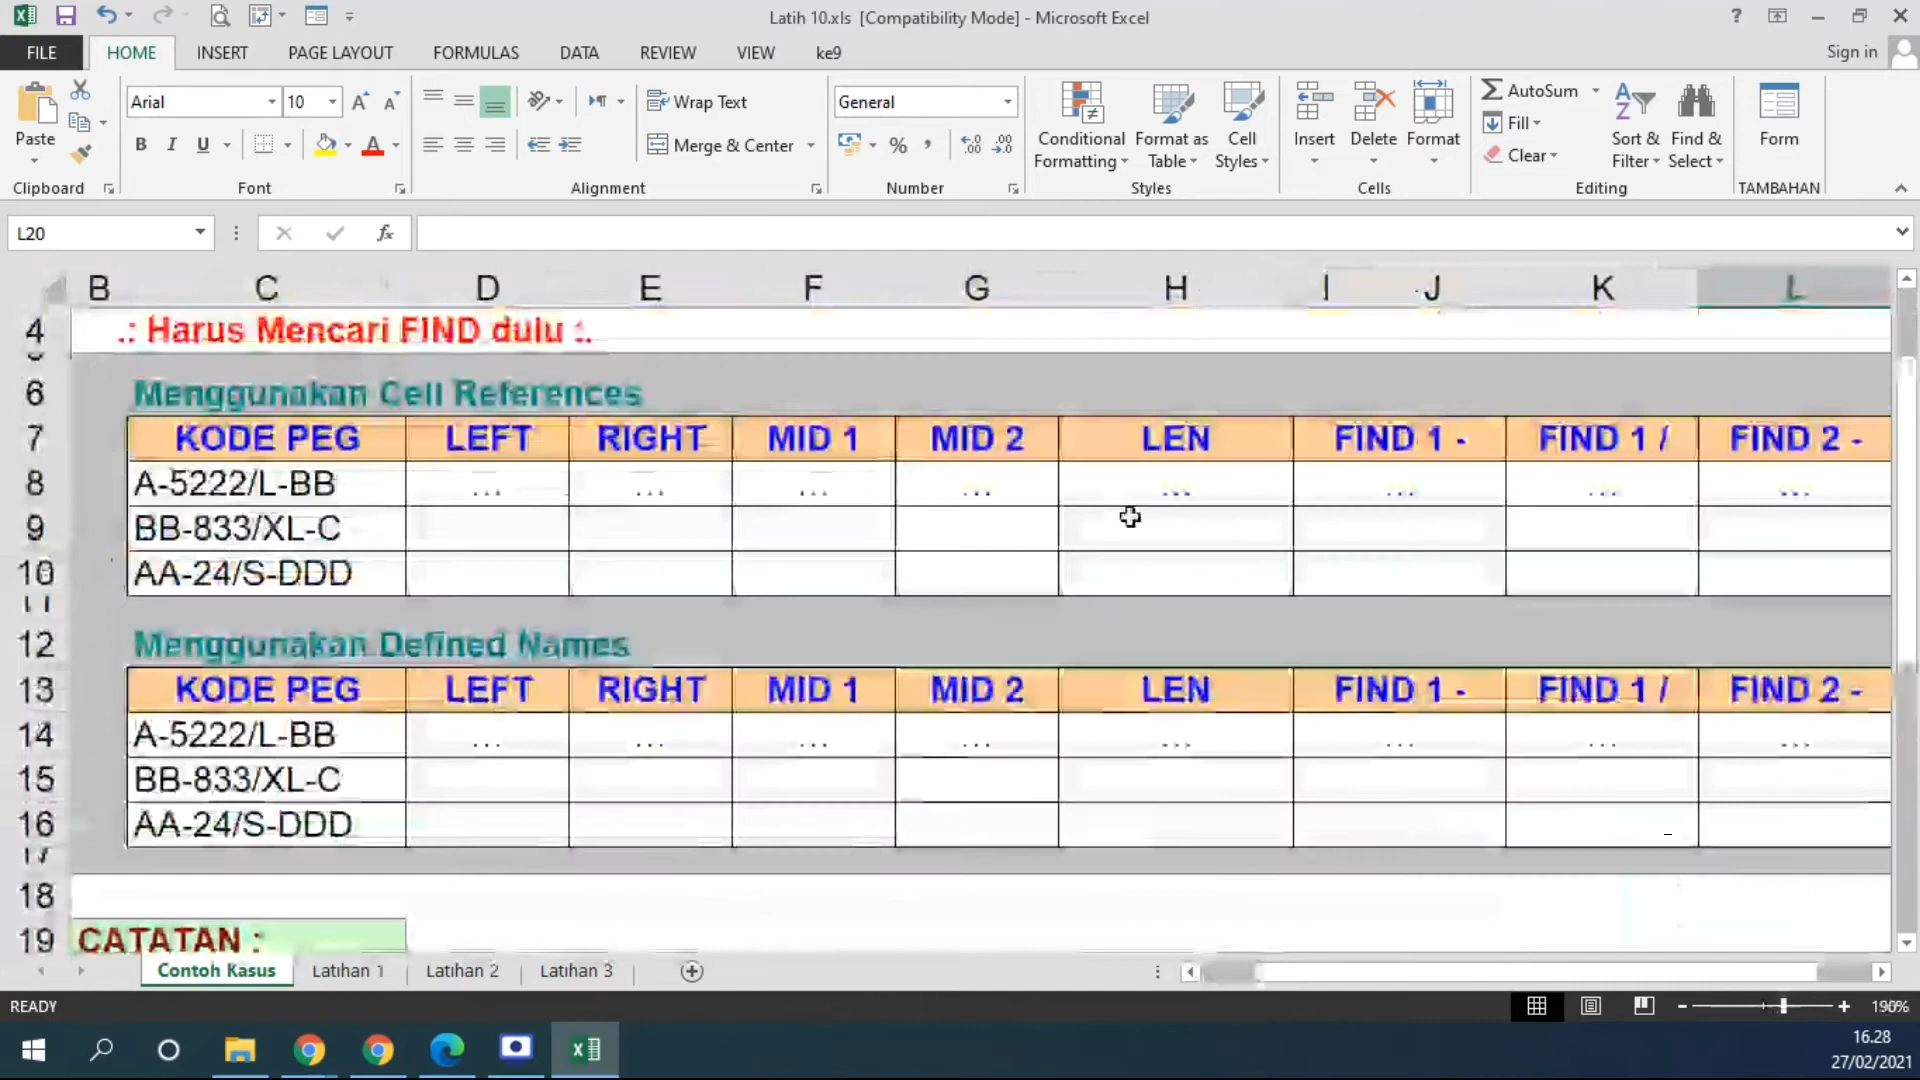 Latih 10.xls [Compatibility Mode] - Microsoft Excel
FILE HOME INSERT PAGE LAYOUT FORMULAS DATA REVIEW VIEW ke9 Sign in
Paste
Clipboard
Arial 10
B I U
Font
Wrap Text
Merge & Center
Alignment
General
%
Number
Conditional Formatting
Format as Table
Cell Styles
Styles
Insert Delete Format
Cells
AutoSum
Fill
Clear
Sort & Filter
Find & Select
Editing
Form
TAMBAHAN
L20 fx
B C D E F G H I J K L
4 .: Harus Mencari FIND dulu :.
6 Menggunakan Cell References
7 KODE PEG LEFT RIGHT MID 1 MID 2 LEN FIND 1 - FIND 1 / FIND 2 -
8 A-5222/L-BB ... ... ... ... ... ... ... ...
9 BB-833/XL-C
10 AA-24/S-DDD
11
12 Menggunakan Defined Names
13 KODE PEG LEFT RIGHT MID 1 MID 2 LEN FIND 1 - FIND 1 / FIND 2 -
14 A-5222/L-BB ... ... ... ... ... ... ... ...
15 BB-833/XL-C
16 AA-24/S-DDD
17
18
19 CATATAN :
Contoh Kasus Latihan 1 Latihan 2 Latihan 3
READY
16.28
27/02/2021